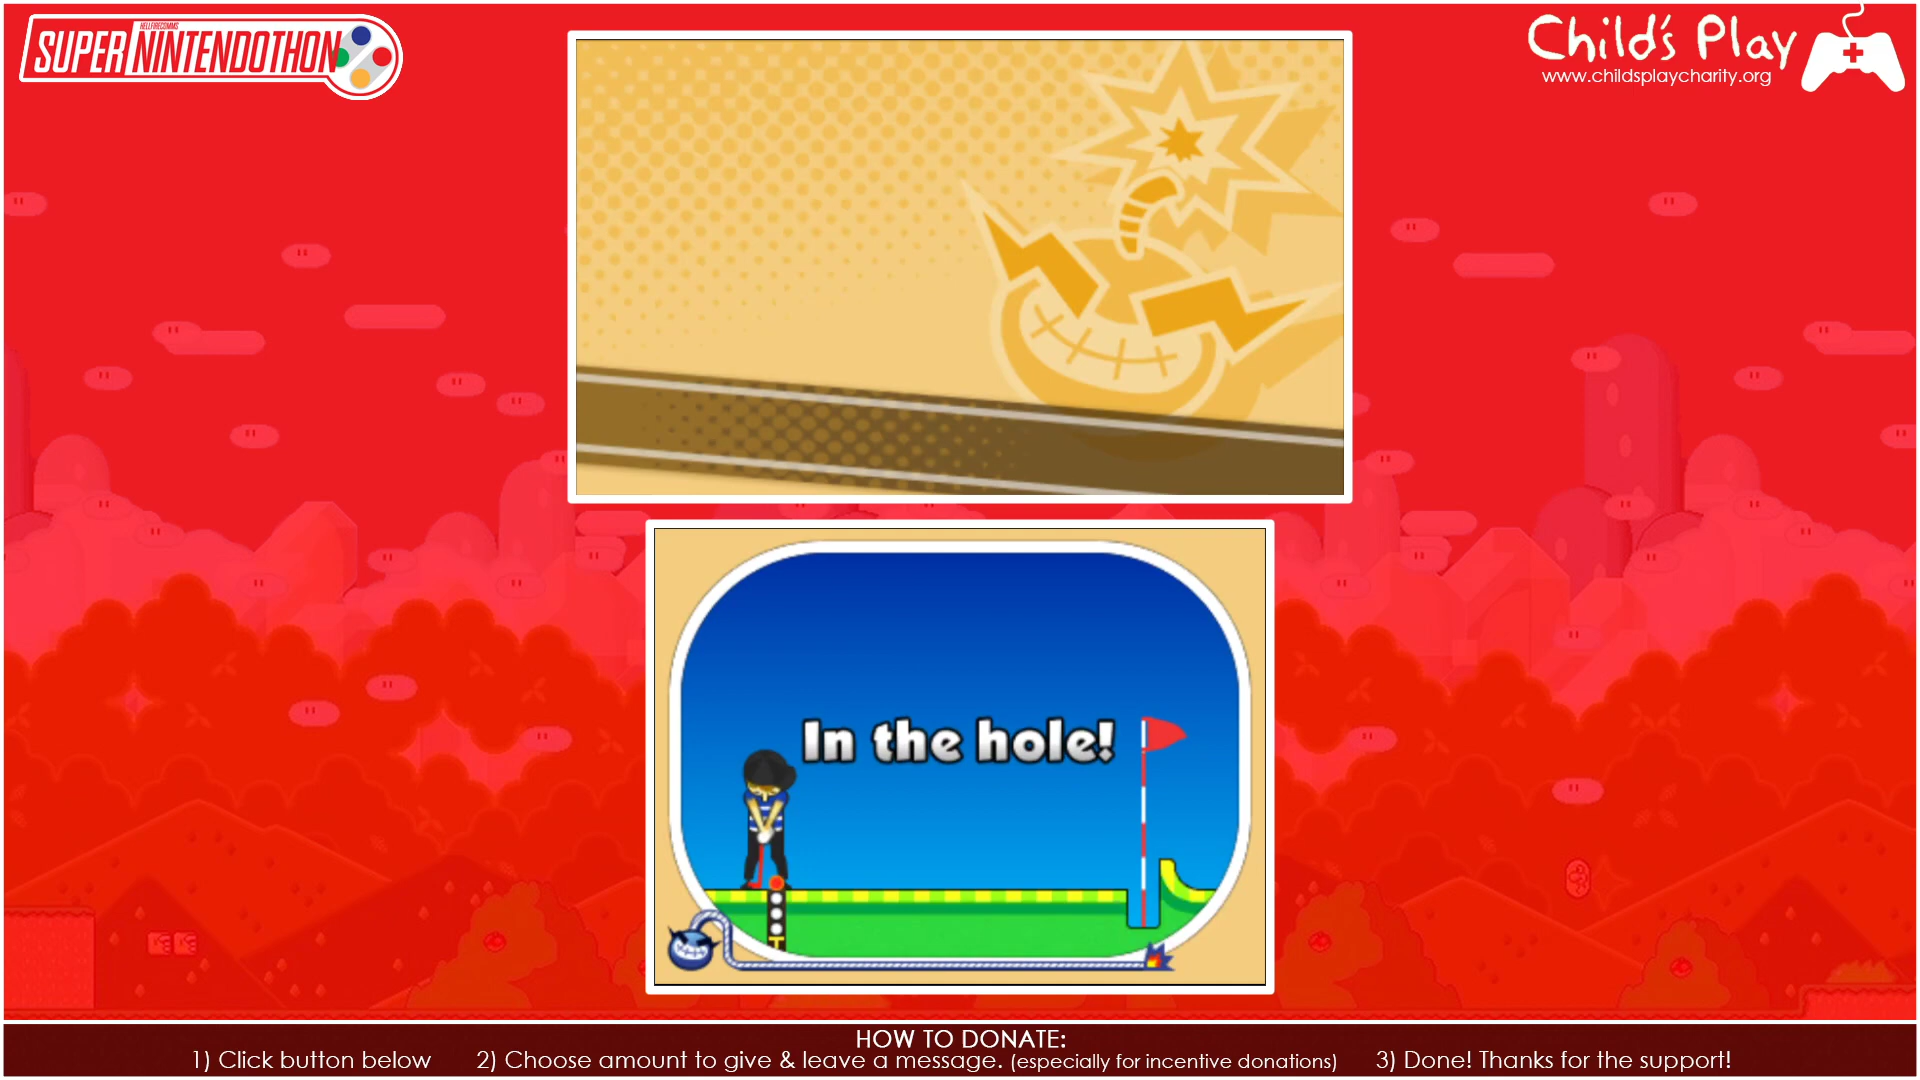 HELLFIRECOMMS
SUPER NINTENDOTHON
Child's Play
www.childsplaycharity.org
In the hole!
HOW TO DONATE:
1) Click button below 2) Choose amount to give & leave a message. (especially for incentive donations) 3) Done! Thanks for the support!